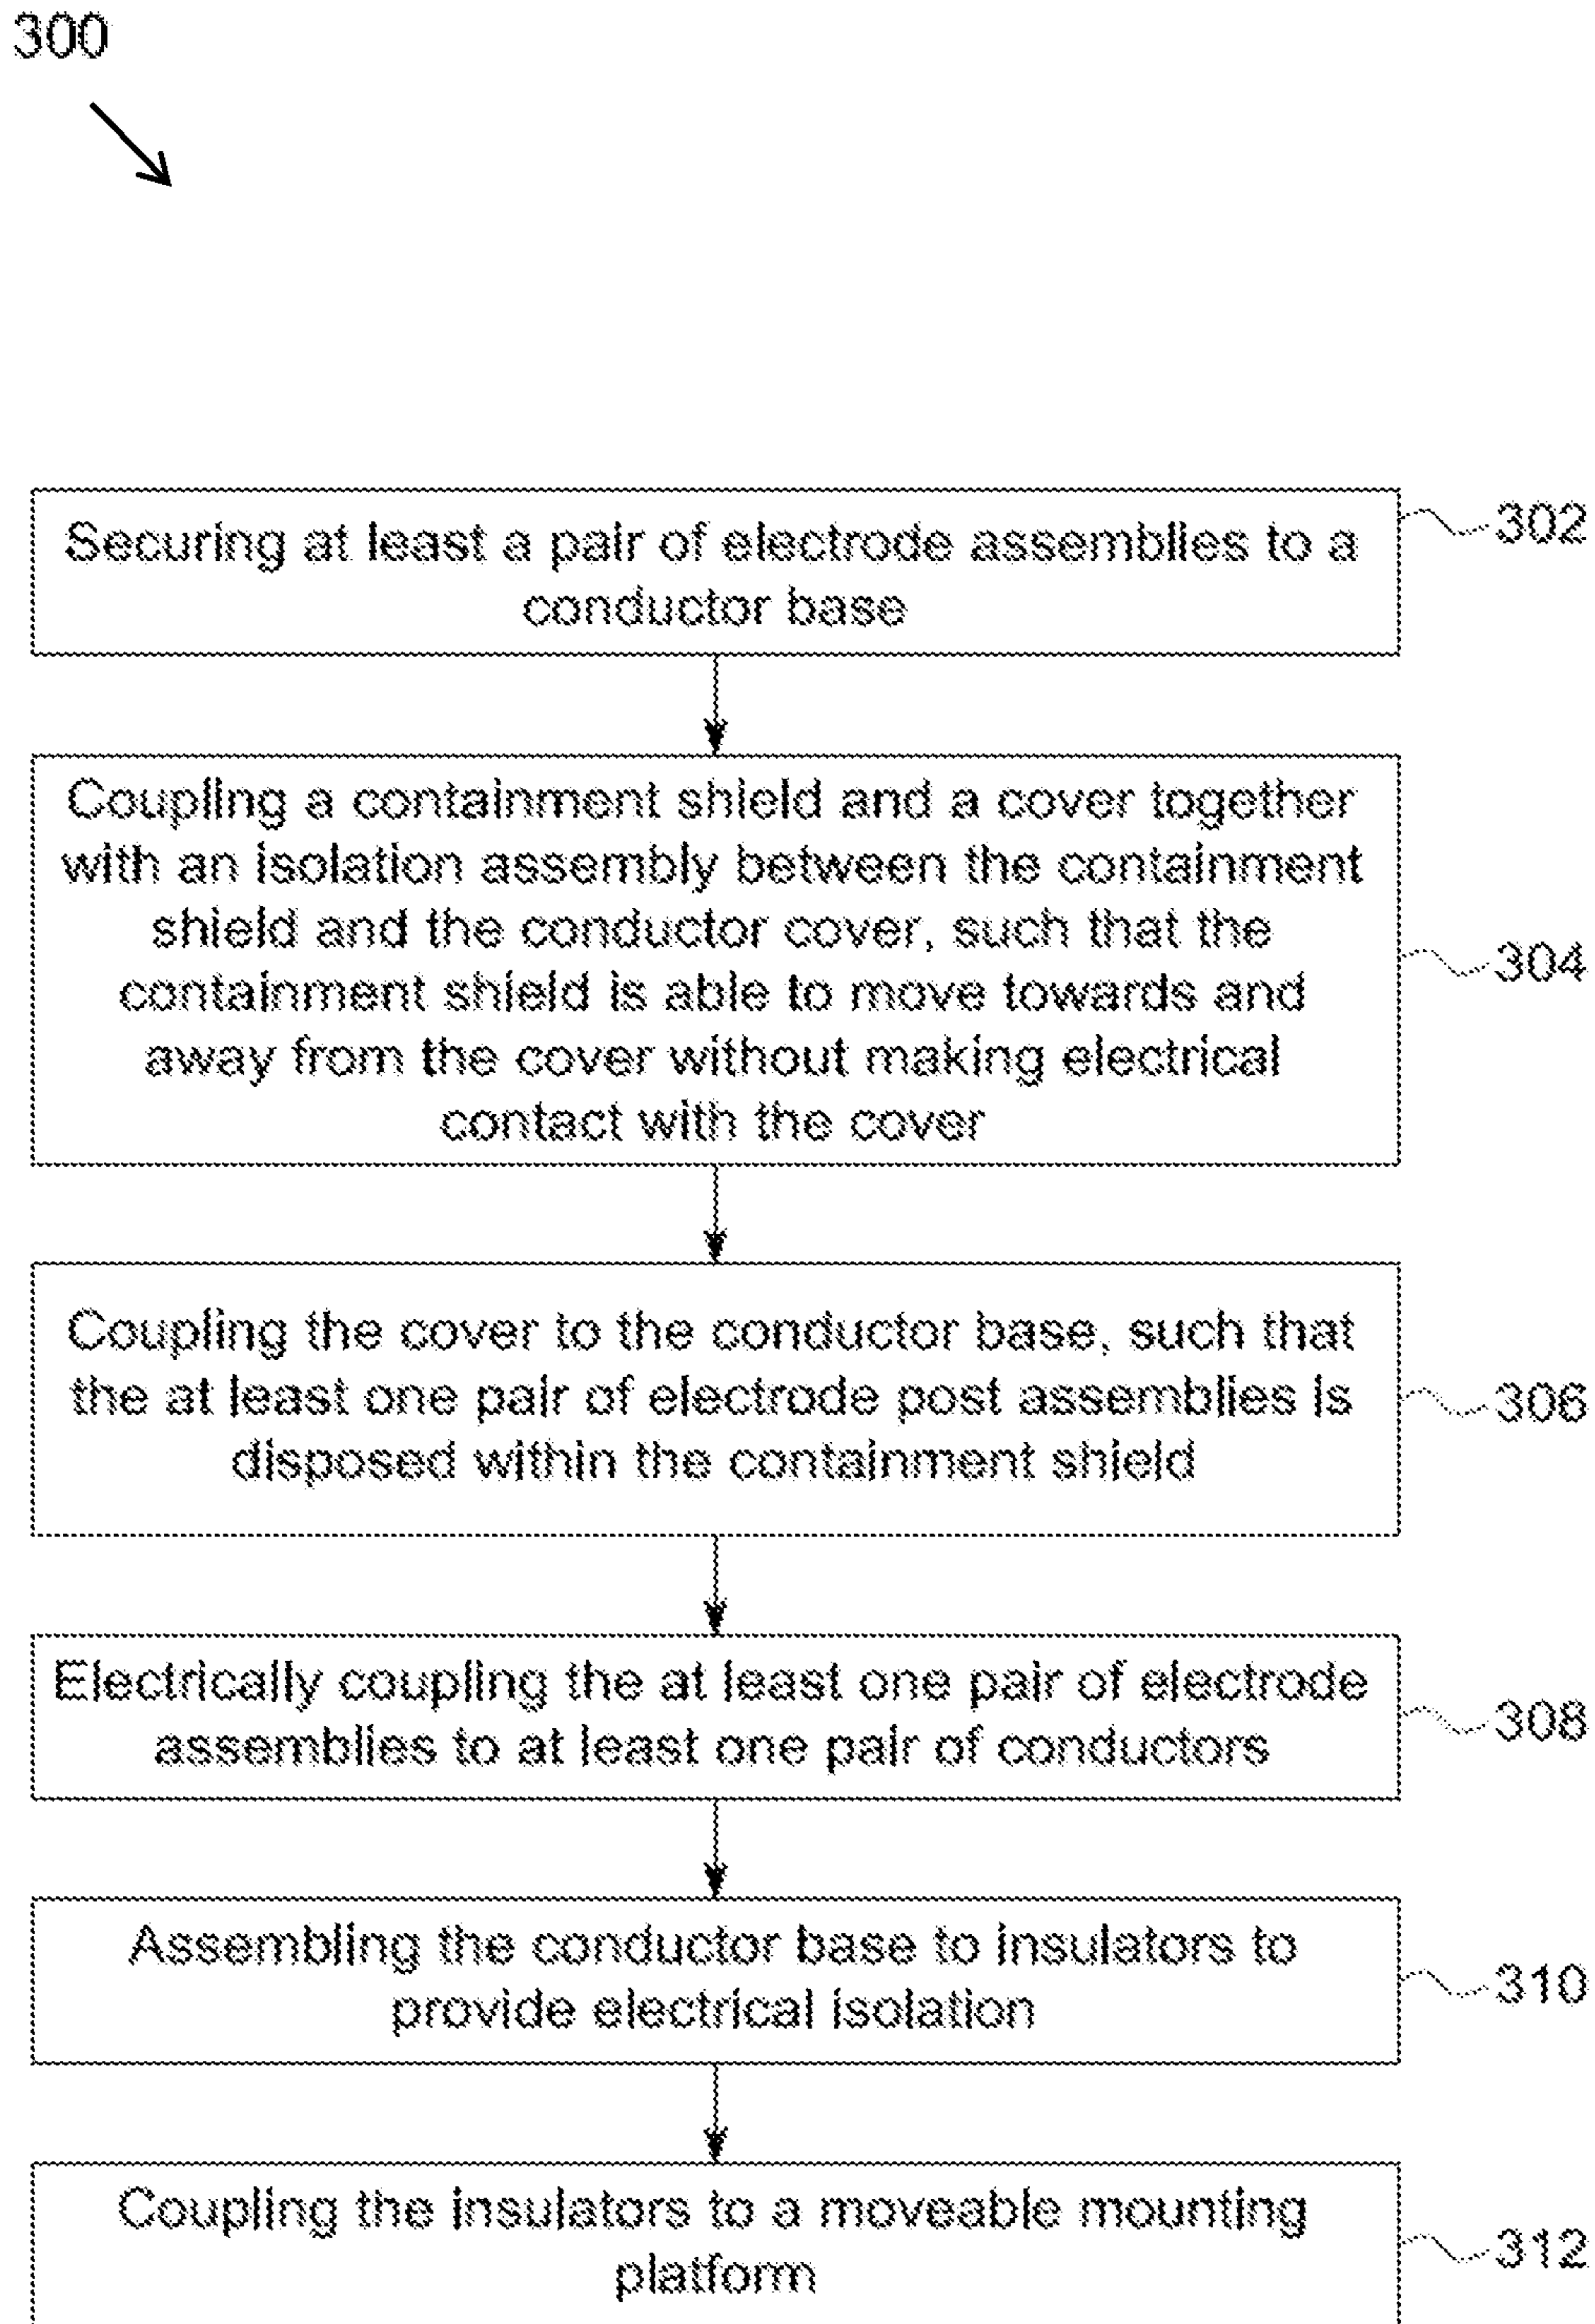 300
Securing at least a pair of electrode assemblies to a
conductor base
302
Coupling a containment shield and a cover together
with an isolation assembly between the containment
shield and the conductor cover, such that the
containment shield is able to move towards and
away from the cover without making electrical
contact with the cover
304
Coupling the cover to the conductor base, such that
the at least one pair of electrode post assemblies is
disposed within the containment shield
306
Electrically coupling the at least one pair of electrode
assemblies to at least one pair of conductors
308
Assembling the conductor base to insulators to
provide electrical isolation
310
Coupling the insulators to a moveable mounting
platform
312